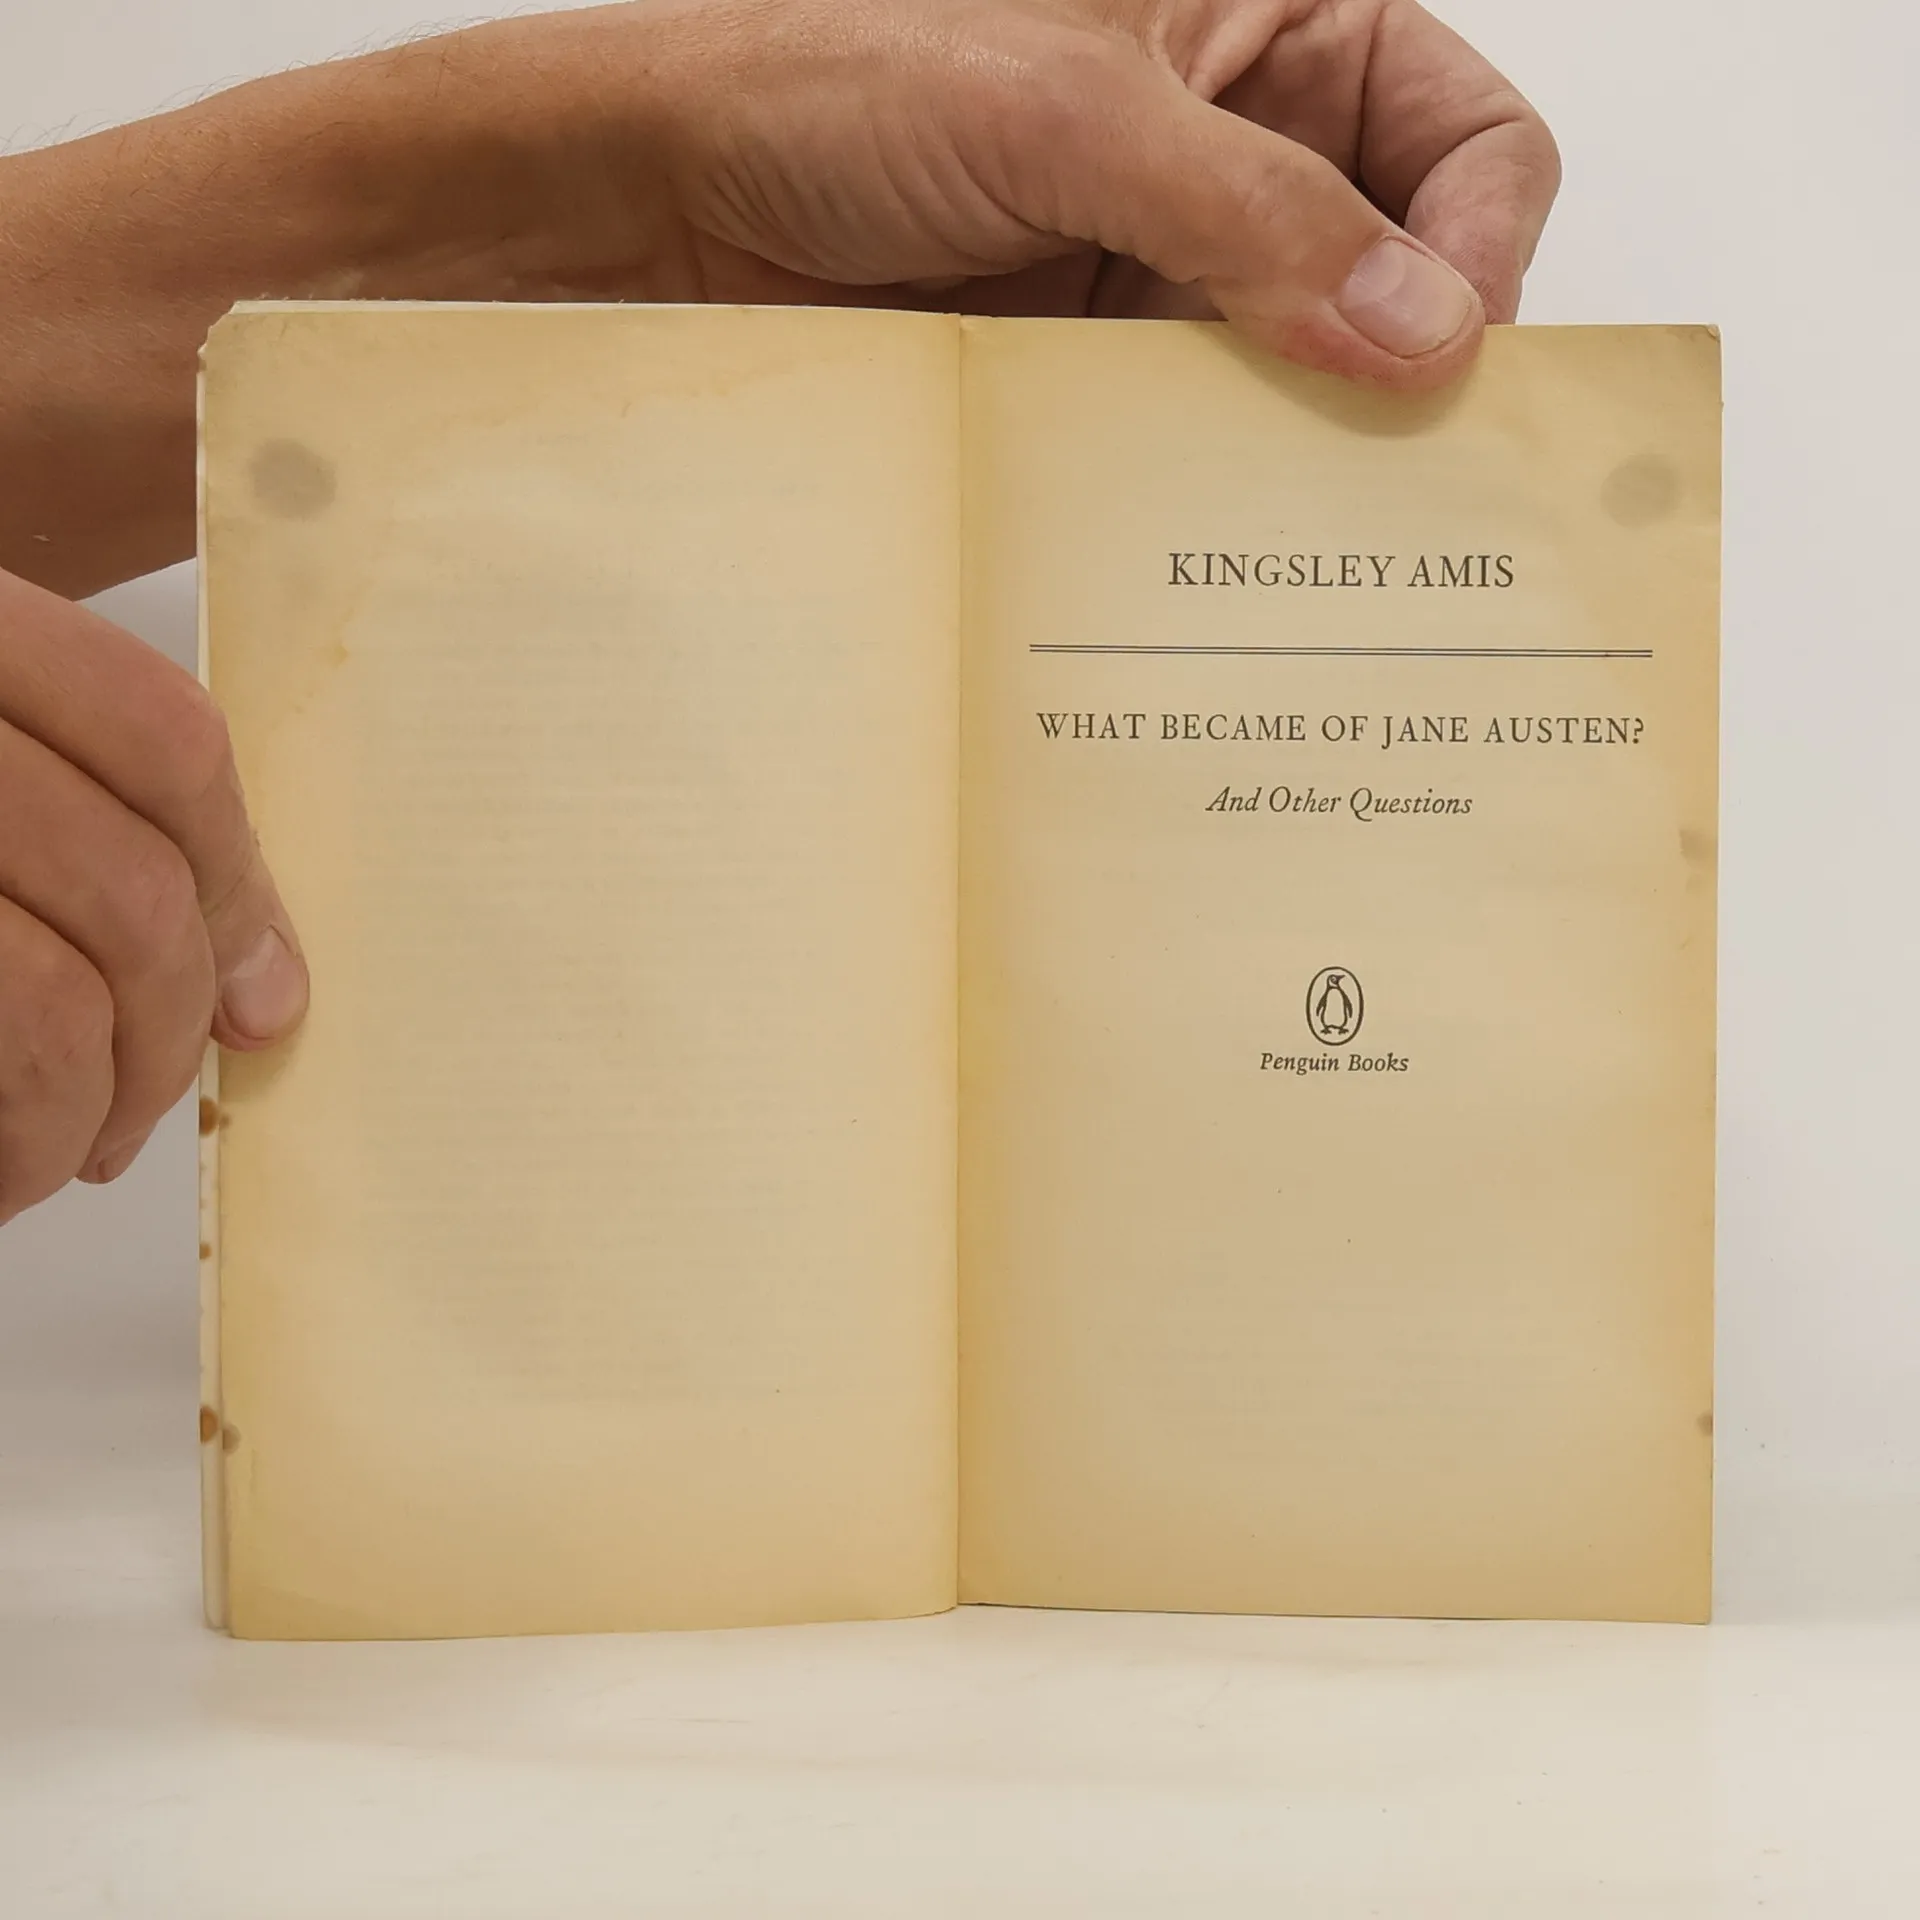 KINGSLEY AMIS
WHAT BECAME OF JANE AUSTEN?
And Other Questions
Penguin Books